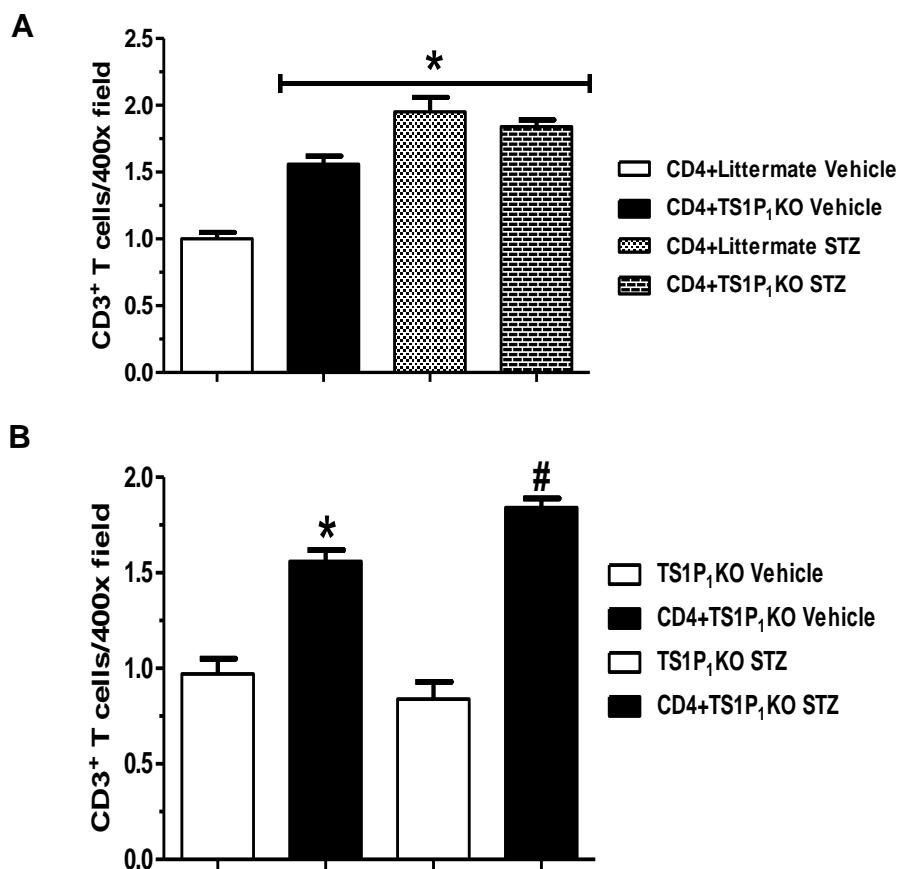 A
2.5
2.0
1.5
1.0
0.5
0.0
CD3⁺ T cells/400x field
*
CD4+Littermate Vehicle
CD4+TS1P₁KO Vehicle
CD4+Littermate STZ
CD4+TS1P₁KO STZ
B
2.0
1.5
1.0
0.5
0.0
CD3⁺ T cells/400x field
*
#
TS1P₁KO Vehicle
CD4+TS1P₁KO Vehicle
TS1P₁KO STZ
CD4+TS1P₁KO STZ